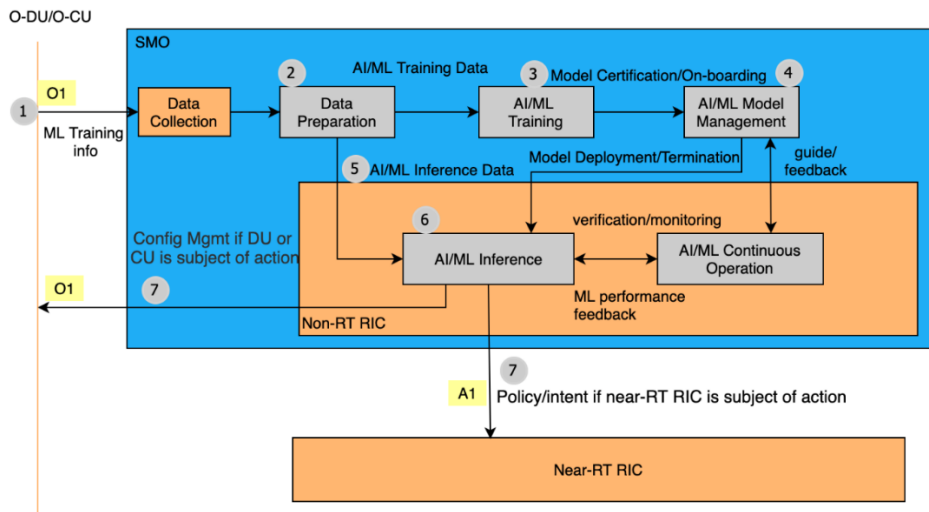 O-DU/O-CU
SMO
2
AI/ML Training Data
3
Model Certification/On-boarding
4
O1
1
Data
Collection
Data
Preparation
AI/ML
Training
AI/ML Model
Management
ML Training
info
5
AI/ML Inference Data
Model Deployment/Termination
guide/
feedback
6
verification/monitoring
Config Mgmt if DU or
CU is subject of action
AI/ML Inference
AI/ML Continuous
Operation
O1
7
ML performance
feedback
Non-RT RIC
7
A1
Policy/intent if near-RT RIC is subject of action
Near-RT RIC